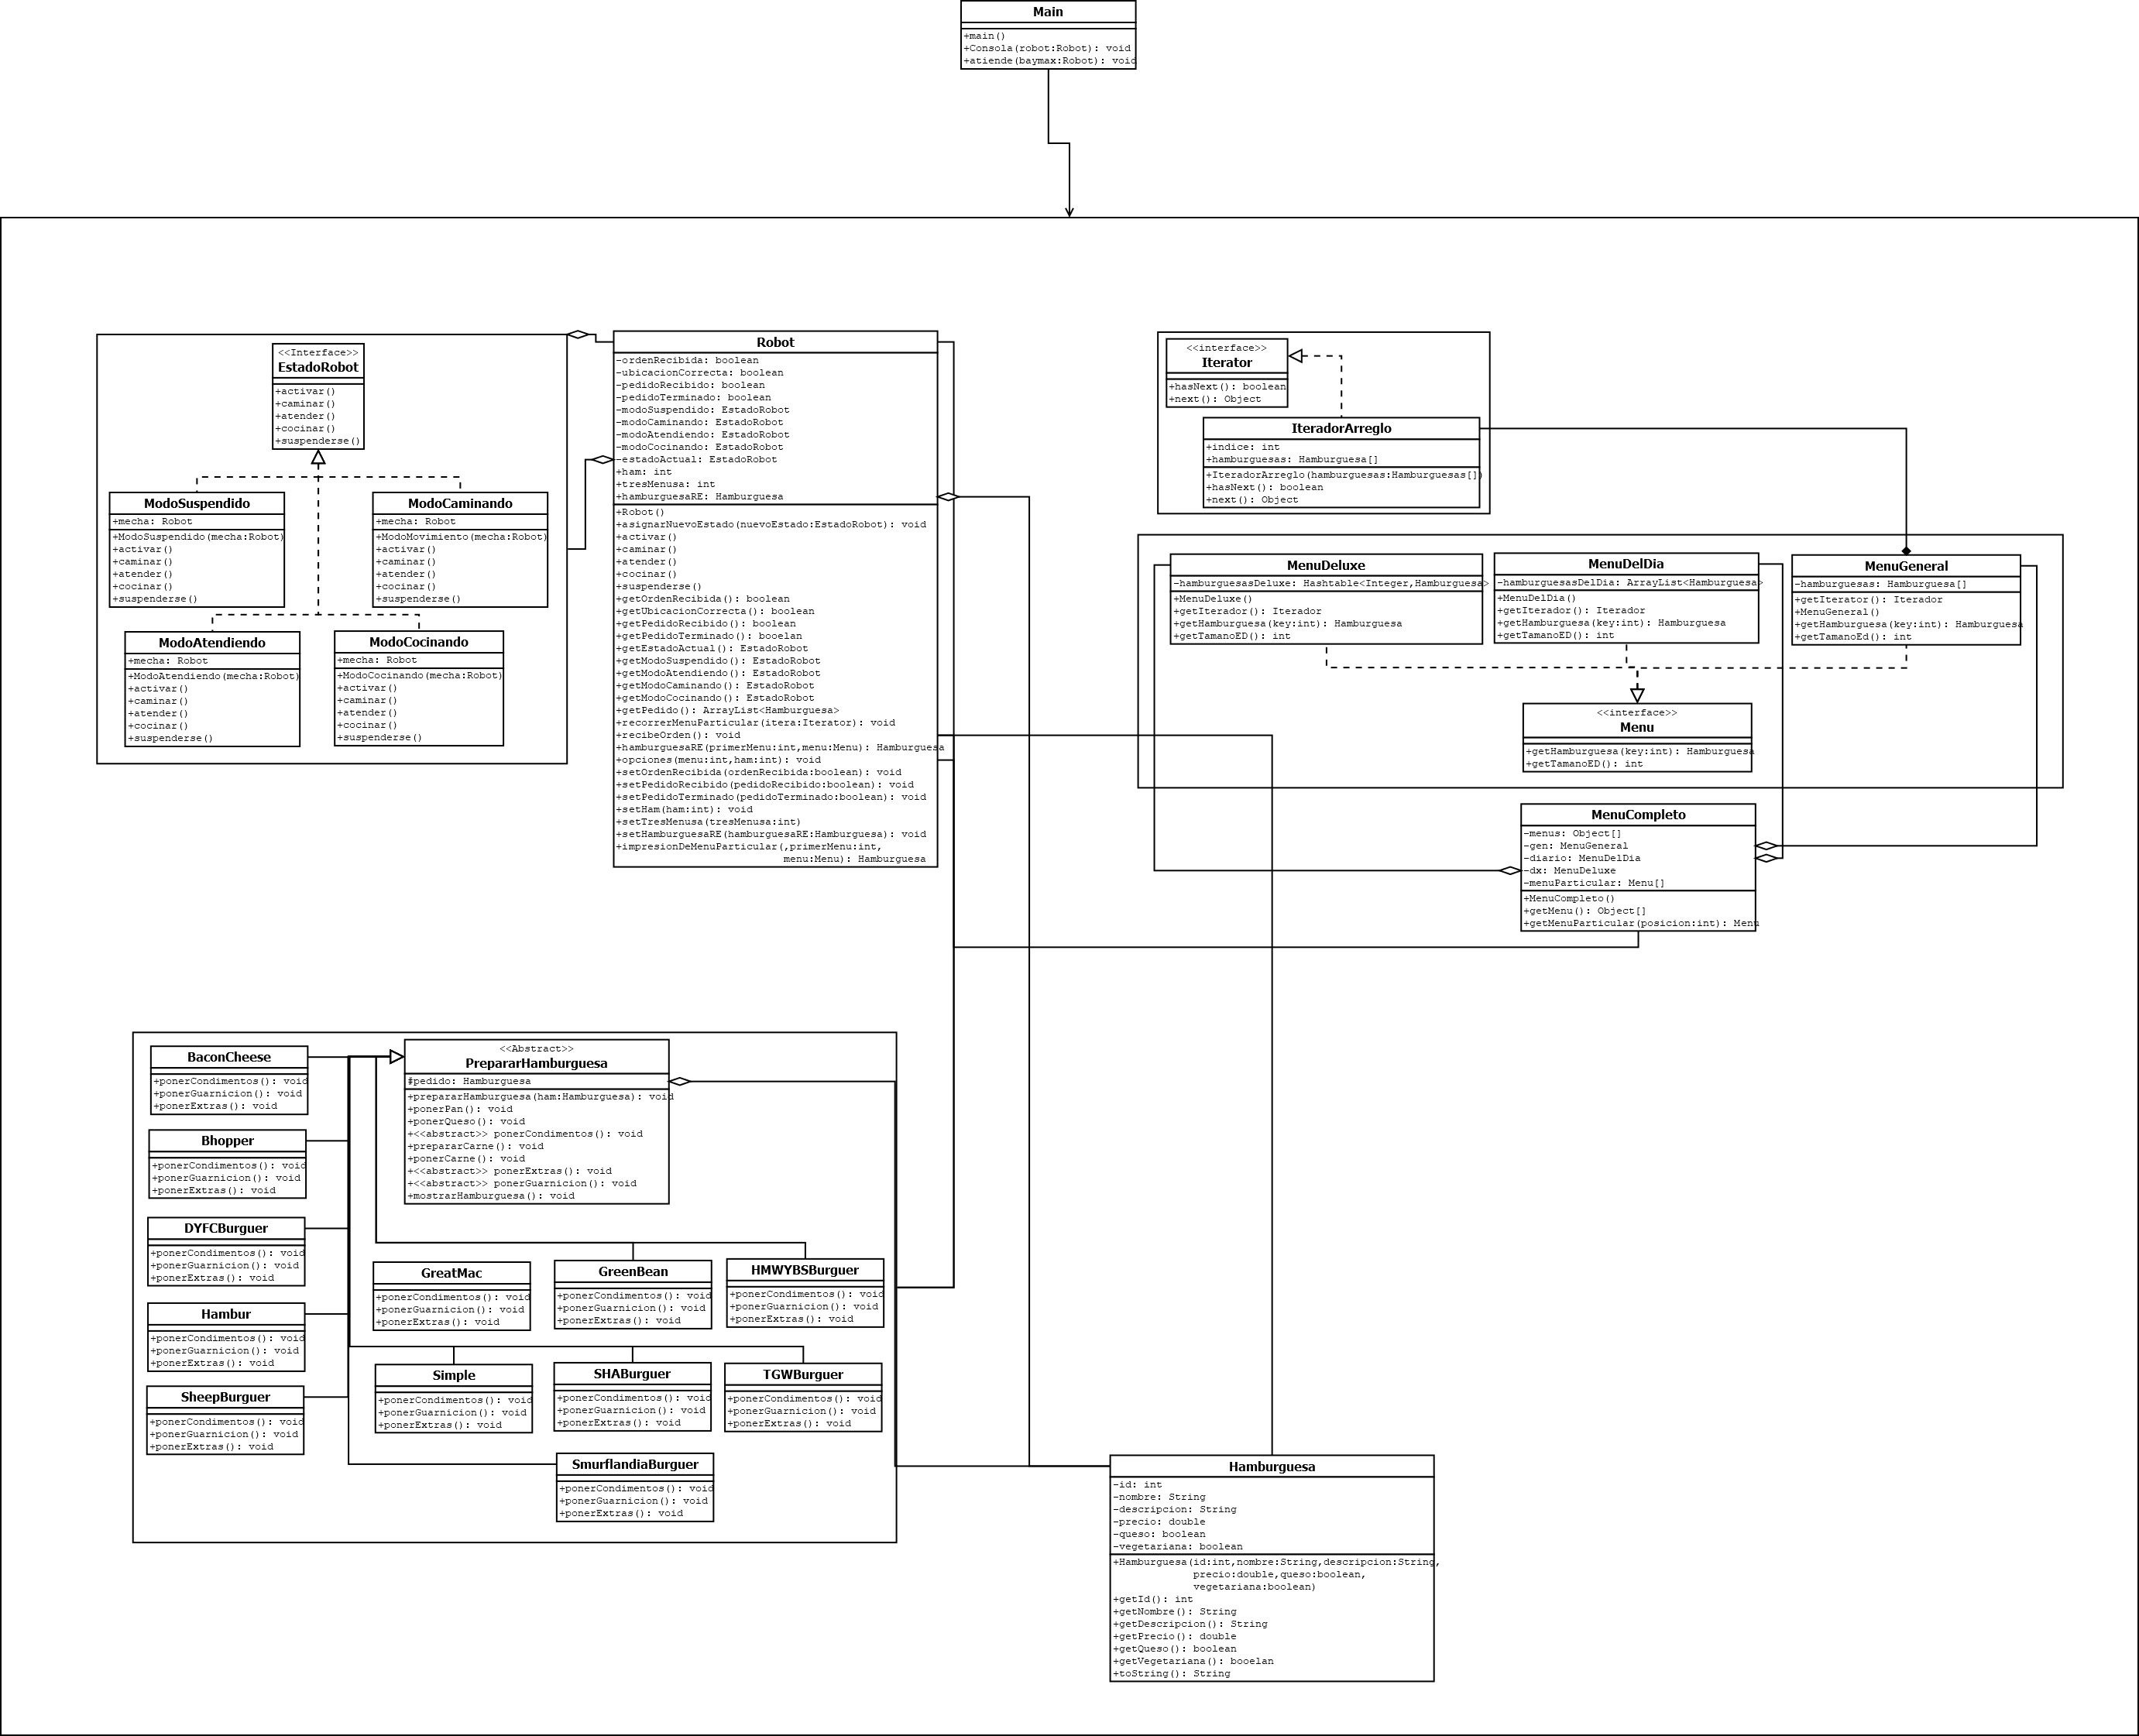 Main
+main()
+Consola(robot:Robot): void
+atiende(baymax:Robot): void
<<Interface>>
EstadoRobot
+activar()
+caminar()
+atender()
+cocinar()
+suspenderse()
ModoSuspendido
+mecha: Robot
+ModoSuspendido(mecha:Robot)
+activar()
+caminar()
+atender()
+cocinar()
+suspenderse()
ModoCaminando
+mecha: Robot
+ModoMovimiento(mecha:Robot)
+activar()
+caminar()
+atender()
+cocinar()
+suspenderse()
ModoAtendiendo
+mecha: Robot
+ModoAtendiendo(mecha:Robot)
+activar()
+caminar()
+atender()
+cocinar()
+suspenderse()
ModoCocinando
+mecha: Robot
+ModoCocinando(mecha:Robot)
+activar()
+caminar()
+atender()
+cocinar()
+suspenderse()
Robot
-ordenRecibida: boolean
-ubicacionCorrecta: boolean
-pedidoRecibido: boolean
-pedidoTerminado: boolean
-modoSuspendido: EstadoRobot
-modoCaminando: EstadoRobot
-modoAtendiendo: EstadoRobot
-modoCocinando: EstadoRobot
-estadoActual: EstadoRobot
+ham: int
+tresMenusa: int
+hamburguesaRE: Hamburguesa
+Robot()
+asignarNuevoEstado(nuevoEstado:EstadoRobot): void
+activar()
+caminar()
+atender()
+cocinar()
+suspenderse()
+getOrdenRecibida(): boolean
+getUbicacionCorrecta(): boolean
+getPedidoRecibido(): boolean
+getPedidoTerminado(): booelan
+getEstadoActual(): EstadoRobot
+getModoSuspendido(): EstadoRobot
+getModoAtendiendo(): EstadoRobot
+getModoCaminando(): EstadoRobot
+getModoCocinando(): EstadoRobot
+getPedido(): ArrayList<Hamburguesa>
+recorrerMenuParticular(itera:Iterator): void
+recibeOrden(): void
+hamburguesaRE(primerMenu:int,menu:Menu): Hamburguesa
+opciones(menu:int,ham:int): void
+setOrdenRecibida(ordenRecibida:boolean): void
+setPedidoRecibido(pedidoRecibido:boolean): void
+setPedidoTerminado(pedidoTerminado:boolean): void
+setHam(ham:int): void
+setTresMenusa(tresMenusa:int)
+setHamburguesaRE(hamburguesaRE:Hamburguesa): void
+impresionDeMenuParticular(,primerMenu:int,
menu:Menu): Hamburguesa
<<interface>>
Iterator
+hasNext(): boolean
+next(): Object
IteradorArreglo
+indice: int
+hamburguesas: Hamburguesa[]
+IteradorArreglo(hamburguesas:Hamburguesas[])
+hasNext(): boolean
+next(): Object
MenuDeluxe
-hamburguesasDeluxe: Hashtable<Integer,Hamburguesa>
+MenuDeluxe()
+getIterador(): Iterador
+getHamburguesa(key:int): Hamburguesa
+getTamanoED(): int
MenuDelDia
-hamburguesasDelDia: ArrayList<Hamburguesa>
+MenuDelDia()
+getIterador(): Iterador
+getHamburguesa(key:int): Hamburguesa
+getTamanoED(): int
MenuGeneral
-hamburguesas: Hamburguesa[]
+getIterator(): Iterador
+MenuGeneral()
+getHamburguesa(key:int): Hamburguesa
+getTamanoEd(): int
<<interface>>
Menu
+getHamburguesa(key:int): Hamburguesa
+getTamanoED(): int
MenuCompleto
-menus: Object[]
-gen: MenuGeneral
-diario: MenuDelDia
-dx: MenuDeluxe
-menuParticular: Menu[]
+MenuCompleto()
+getMenu(): Object[]
+getMenuParticular(posicion:int): Menu
BaconCheese
+ponerCondimentos(): void
+ponerGuarnicion(): void
+ponerExtras(): void
Bhopper
+ponerCondimentos(): void
+ponerGuarnicion(): void
+ponerExtras(): void
DYFCBurguer
+ponerCondimentos(): void
+ponerGuarnicion(): void
+ponerExtras(): void
Hambur
+ponerCondimentos(): void
+ponerGuarnicion(): void
+ponerExtras(): void
SheepBurguer
+ponerCondimentos(): void
+ponerGuarnicion(): void
+ponerExtras(): void
<<Abstract>>
PrepararHamburguesa
#pedido: Hamburguesa
+prepararHamburguesa(ham:Hamburguesa): void
+ponerPan(): void
+ponerQueso(): void
+<<abstract>> ponerCondimentos(): void
+prepararCarne(): void
+ponerCarne(): void
+<<abstract>> ponerExtras(): void
+<<abstract>> ponerGuarnicion(): void
+mostrarHamburguesa(): void
GreatMac
+ponerCondimentos(): void
+ponerGuarnicion(): void
+ponerExtras(): void
GreenBean
+ponerCondimentos(): void
+ponerGuarnicion(): void
+ponerExtras(): void
HMWYBSBurguer
+ponerCondimentos(): void
+ponerGuarnicion(): void
+ponerExtras(): void
Simple
+ponerCondimentos(): void
+ponerGuarnicion(): void
+ponerExtras(): void
SHABurguer
+ponerCondimentos(): void
+ponerGuarnicion(): void
+ponerExtras(): void
TGWBurguer
+ponerCondimentos(): void
+ponerGuarnicion(): void
+ponerExtras(): void
SmurflandiaBurguer
+ponerCondimentos(): void
+ponerGuarnicion(): void
+ponerExtras(): void
Hamburguesa
-id: int
-nombre: String
-descripcion: String
-precio: double
-queso: boolean
-vegetariana: boolean
+Hamburguesa(id:int,nombre:String,descripcion:String,
precio:double,queso:boolean,
vegetariana:boolean)
+getId(): int
+getNombre(): String
+getDescripcion(): String
+getPrecio(): double
+getQueso(): boolean
+getVegetariana(): booelan
+toString(): String